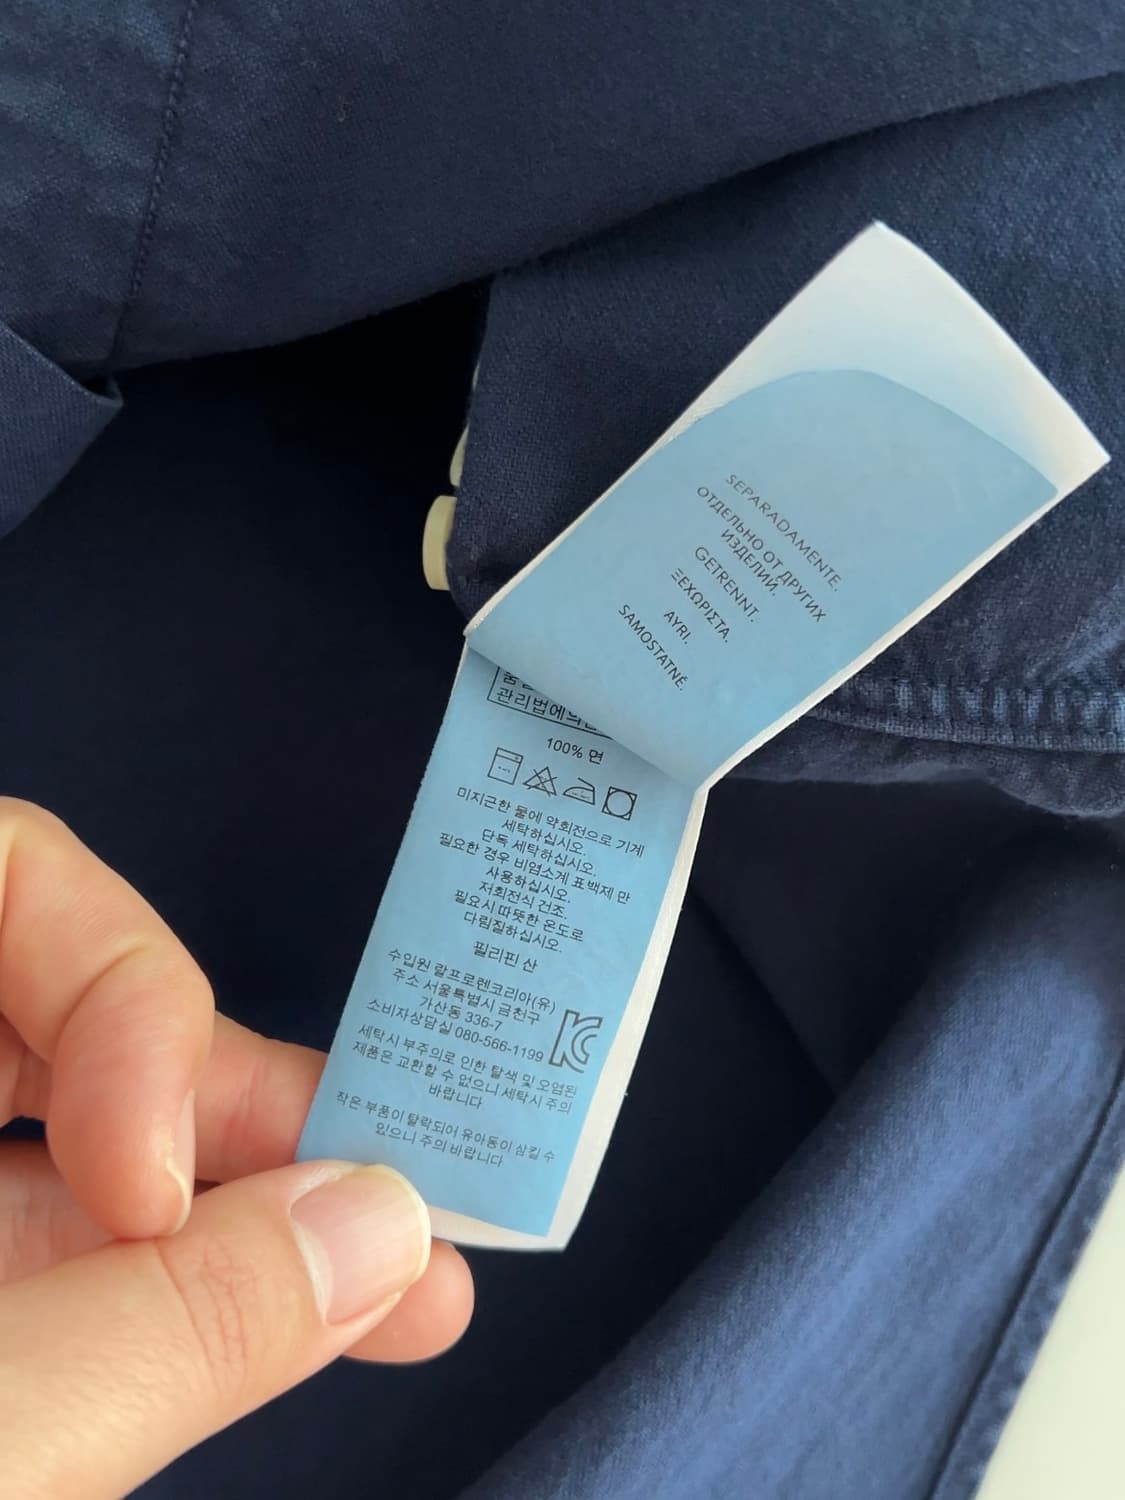 SEPARADAMENTE.
ОТДЕЛЬНО ОТ ДРУГИХ
ИЗДЕЛИЙ.
GETRENNT.
ΞΕΧΩΡΙΣΤΑ.
AYRI.
SAMOSTATNĚ.
관리법에의한
100% 면
미지근한 물에 약회전으로 기계
세탁하십시오.
단독 세탁하십시오.
필요한 경우 비염소계 표백제 만
사용하십시오.
저회전식 건조.
필요시 따뜻한 온도로
다림질하십시오.
필리핀 산
수입원 랄프로렌코리아(유)
주소 서울특별시 금천구
가산동 336-7
소비자상담실 080-566-1199
세탁시 부주의로 인한 탈색 및 오염된
제품은 교환할 수 없으니 세탁시 주의
바랍니다
작은 부품이 탈락되어 유아동이 삼킬 수
있으니 주의 바랍니다